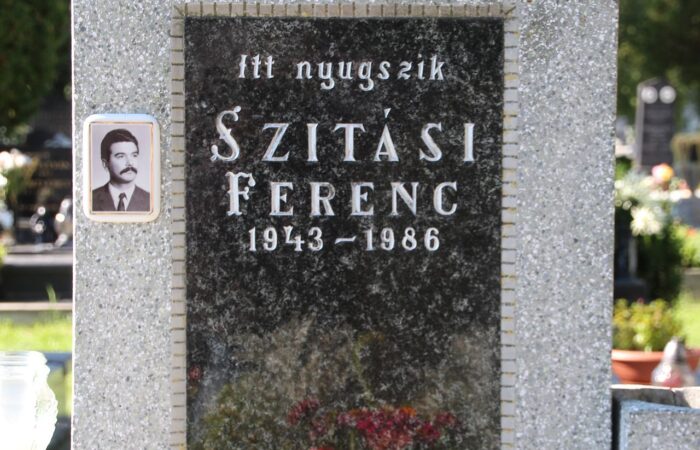 Itt nyugszik
SZITÁSI
FERENC
1943-1986